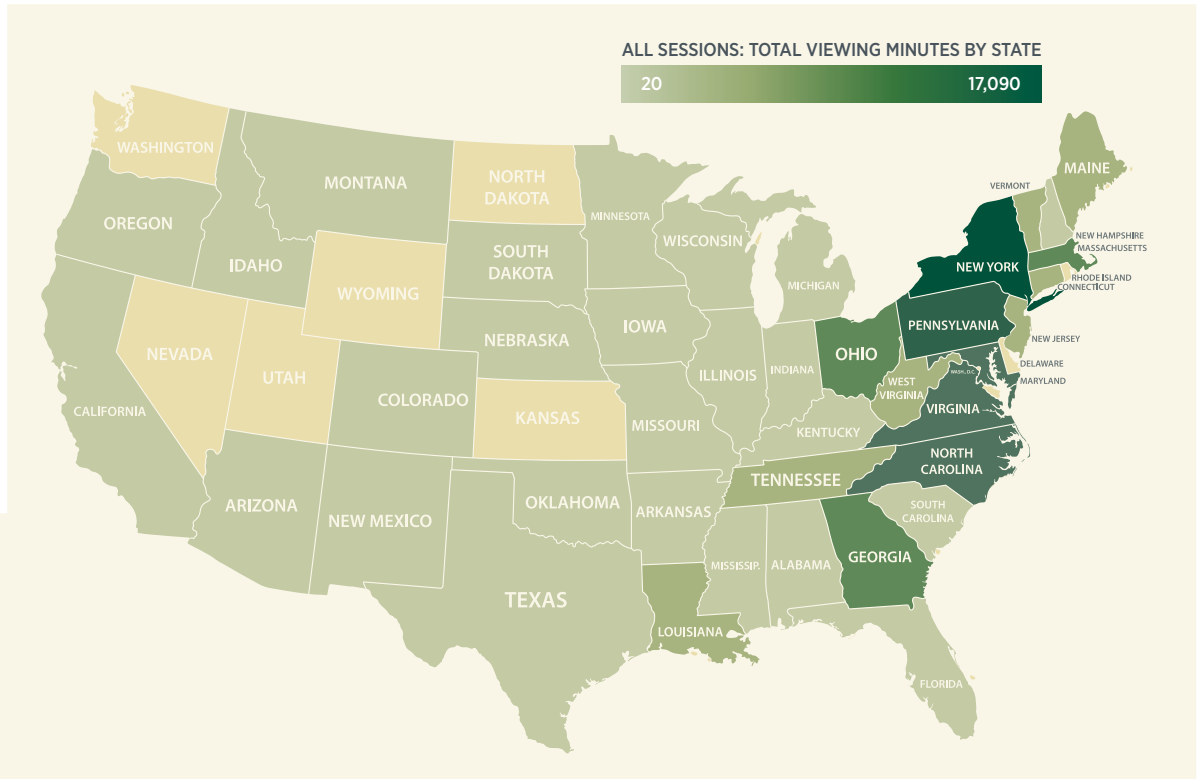 ALL SESSIONS: TOTAL VIEWING MINUTES BY STATE
20 17,090
WASHINGTON
MONTANA
NORTH
DAKOTA
MINNESOTA
OREGON
IDAHO
SOUTH
DAKOTA
WISCONSIN
MICHIGAN
WYOMING
NEBRASKA
IOWA
NEVADA
UTAH
COLORADO
KANSAS
MISSOURI
ILLINOIS
INDIANA
OHIO
CALIFORNIA
ARIZONA
NEW MEXICO
OKLAHOMA
ARKANSAS
TEXAS
LOUISIANA
MISSISSIP.
ALABAMA
GEORGIA
FLORIDA
TENNESSEE
KENTUCKY
WEST
VIRGINIA
VIRGINIA
WASH., D.C.
NORTH
CAROLINA
SOUTH
CAROLINA
PENNSYLVANIA
NEW YORK
MAINE
VERMONT
NEW HAMPSHIRE
MASSACHUSETTS
RHODE ISLAND
CONNECTICUT
NEW JERSEY
DELAWARE
MARYLAND